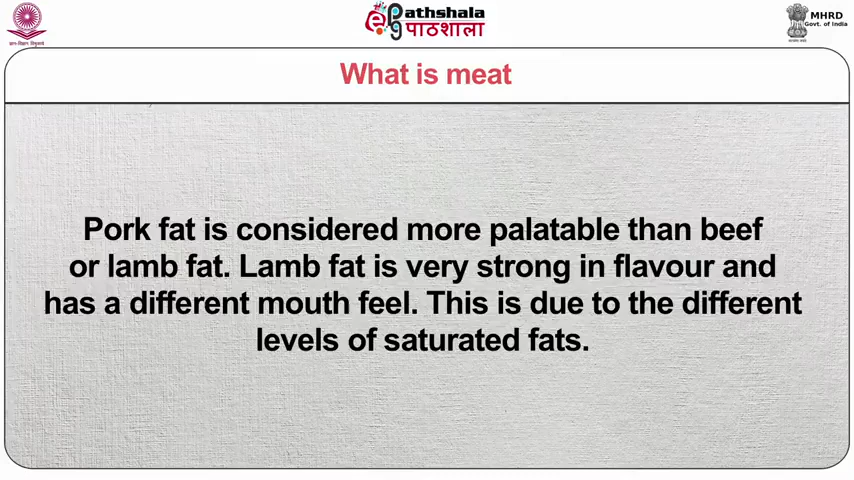 Pathshala
पाठशाला
MHRD
Govt. of India
What is meat
Pork fat is considered more palatable than beef
or lamb fat. Lamb fat is very strong in flavour and
has a different mouth feel. This is due to the different
levels of saturated fats.